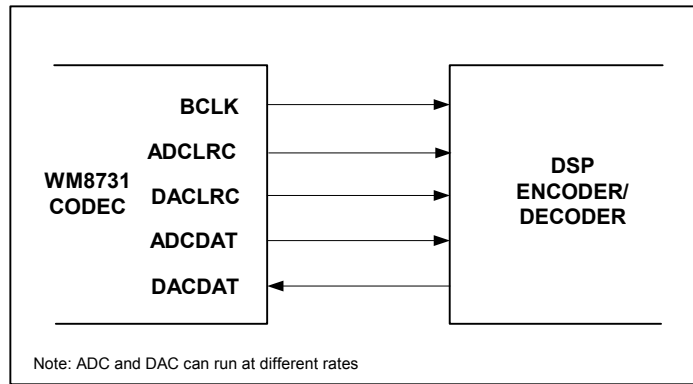 BCLK
ADCLRC
WM8731
CODEC
DACLRC
ADCDAT
DACDAT
DSP
ENCODER/
DECODER
Note: ADC and DAC can run at different rates